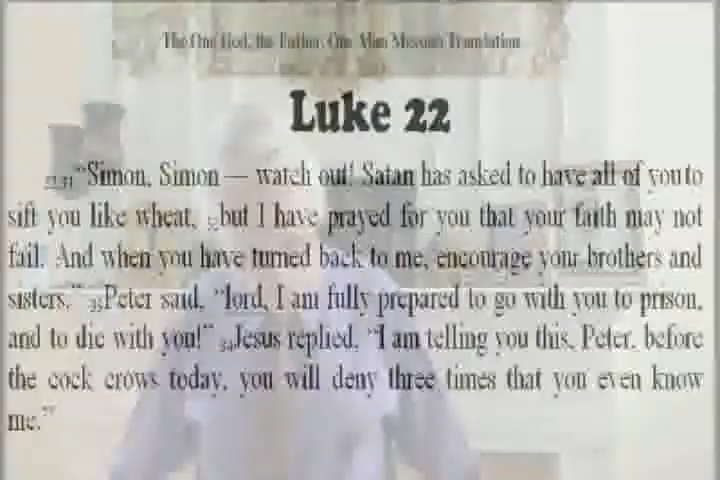 The One God, the Father, One Man Messiah Translation
Luke 22
22:31 "Simon, Simon — watch out! Satan has asked to have all of you to
sift you like wheat, 32but I have prayed for you that your faith may not
fail. And when you have turned back to me, encourage your brothers and
sisters." 33Peter said, "lord, I am fully prepared to go with you to prison,
and to die with you!" 34Jesus replied, "I am telling you this, Peter, before
the cock crows today, you will deny three times that you even know
me."